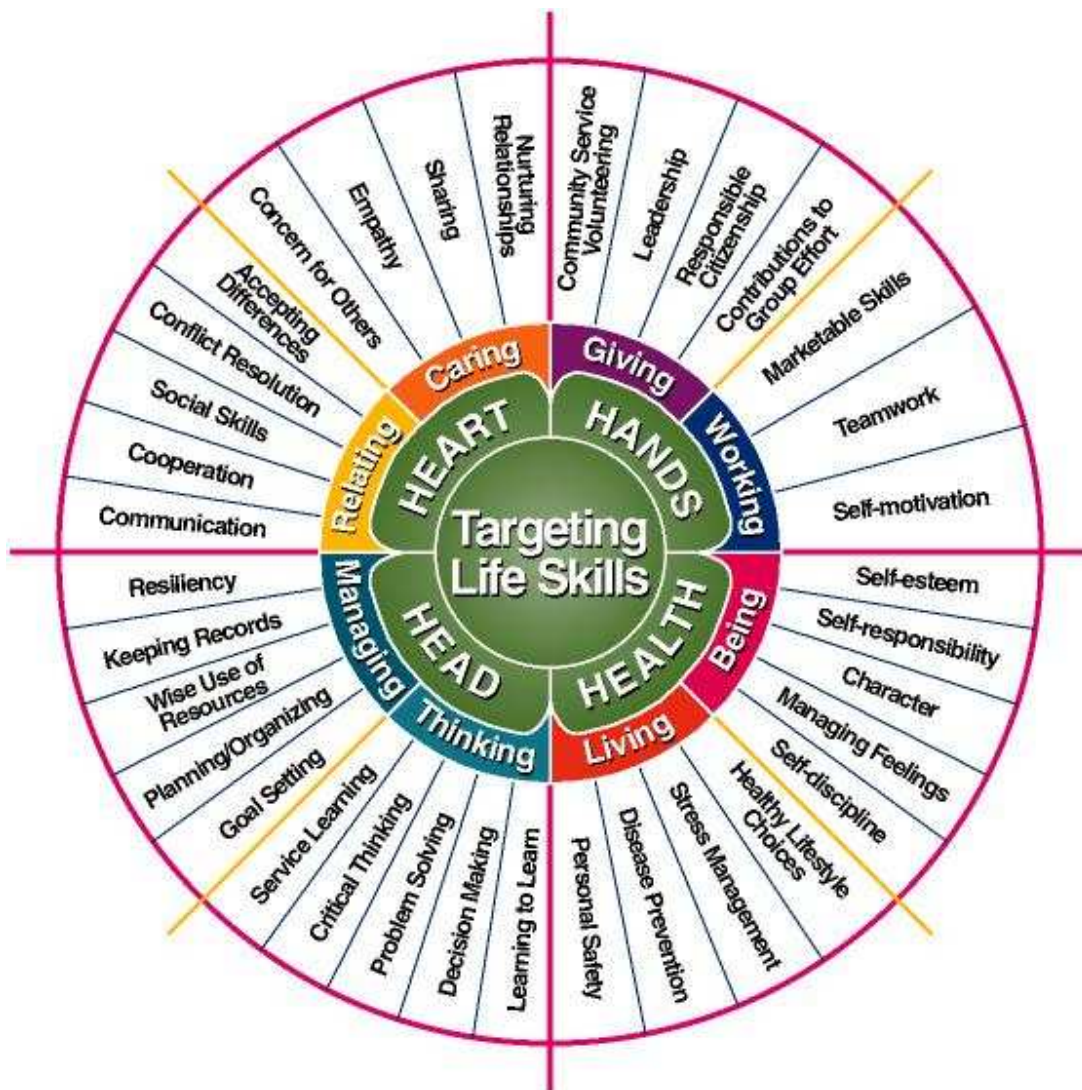 Targeting
Life Skills
HEART
HANDS
HEALTH
HEAD
Caring
Giving
Working
Being
Living
Thinking
Managing
Relating
Nurturing
Relationships
Sharing
Empathy
Concern for Others
Community Service
Volunteering
Leadership
Responsible
Citizenship
Contributions to
Group Effort
Marketable Skills
Teamwork
Self-motivation
Self-esteem
Self-responsibility
Character
Managing Feelings
Self-discipline
Healthy Lifestyle
Choices
Stress Management
Disease Prevention
Personal Safety
Learning to Learn
Decision Making
Problem Solving
Critical Thinking
Service Learning
Goal Setting
Planning/Organizing
Wise Use of
Resources
Keeping Records
Resiliency
Communication
Cooperation
Social Skills
Conflict Resolution
Accepting
Differences